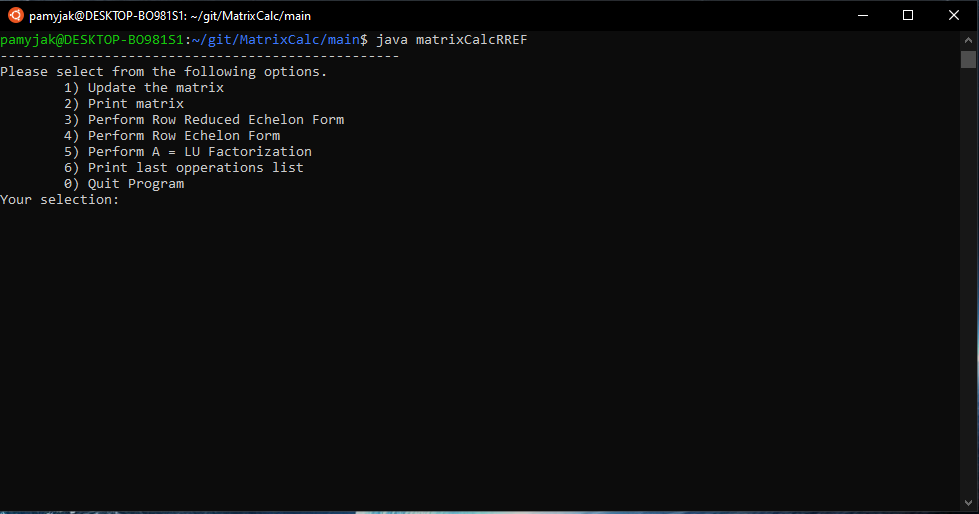 pamyjak@DESKTOP-BO981S1: ~/git/MatrixCalc/main
pamyjak@DESKTOP-BO981S1:~/git/MatrixCalc/main$ java matrixCalcRREF
--------------------------------------------------
Please select from the following options.
1) Update the matrix
2) Print matrix
3) Perform Row Reduced Echelon Form
4) Perform Row Echelon Form
5) Perform A = LU Factorization
6) Print last opperations list
0) Quit Program
Your selection: